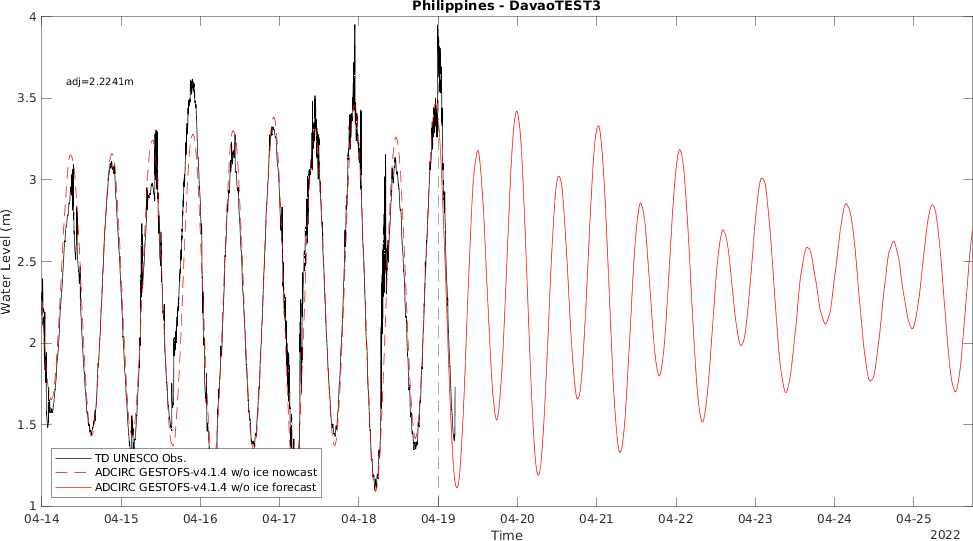 Philippines - DavaoTEST3
4
adj=2.2241m
3.5
3
2.5
2
1.5
1
Water Level (m)
TD UNESCO Obs.
ADCIRC GESTOFS-v4.1.4 w/o ice nowcast
ADCIRC GESTOFS-v4.1.4 w/o ice forecast
04-14 04-15 04-16 04-17 04-18 04-19 04-20 04-21 04-22 04-23 04-24 04-25
Time
2022